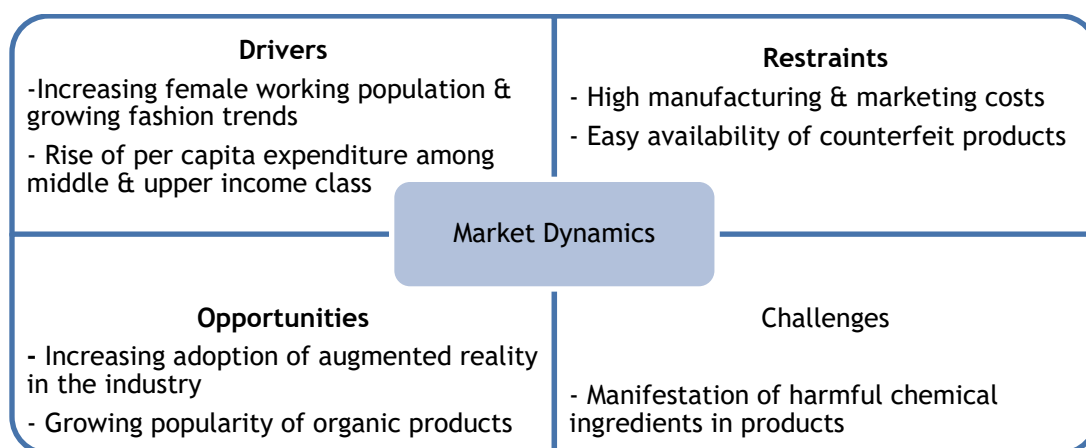 Drivers
-Increasing female working population &
growing fashion trends
- Rise of per capita expenditure among
middle & upper income class
Restraints
- High manufacturing & marketing costs
- Easy availability of counterfeit products
Market Dynamics
Opportunities
- Increasing adoption of augmented reality
in the industry
- Growing popularity of organic products
Challenges
- Manifestation of harmful chemical
ingredients in products